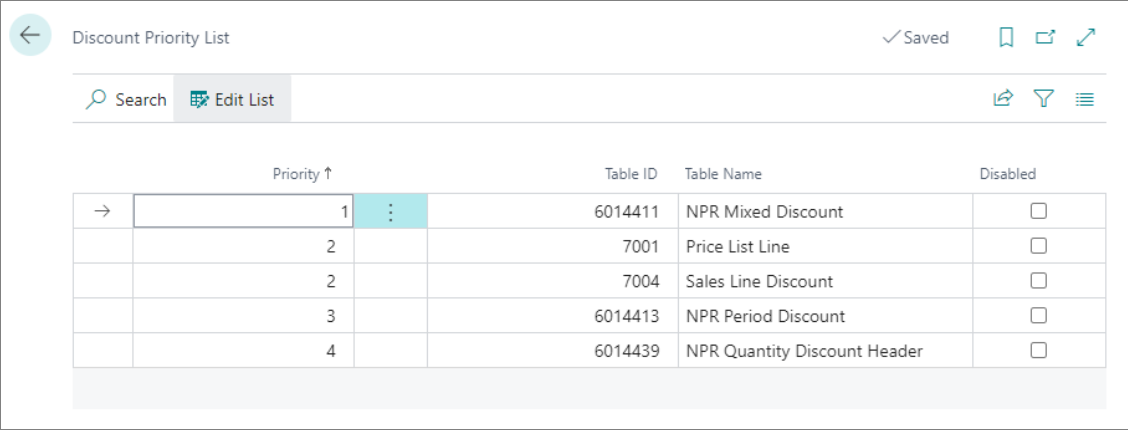 Discount Priority List
Saved
Search Edit List
Priority Table ID Table Name Disabled
1 6014411 NPR Mixed Discount
2 7001 Price List Line
2 7004 Sales Line Discount
3 6014413 NPR Period Discount
4 6014439 NPR Quantity Discount Header